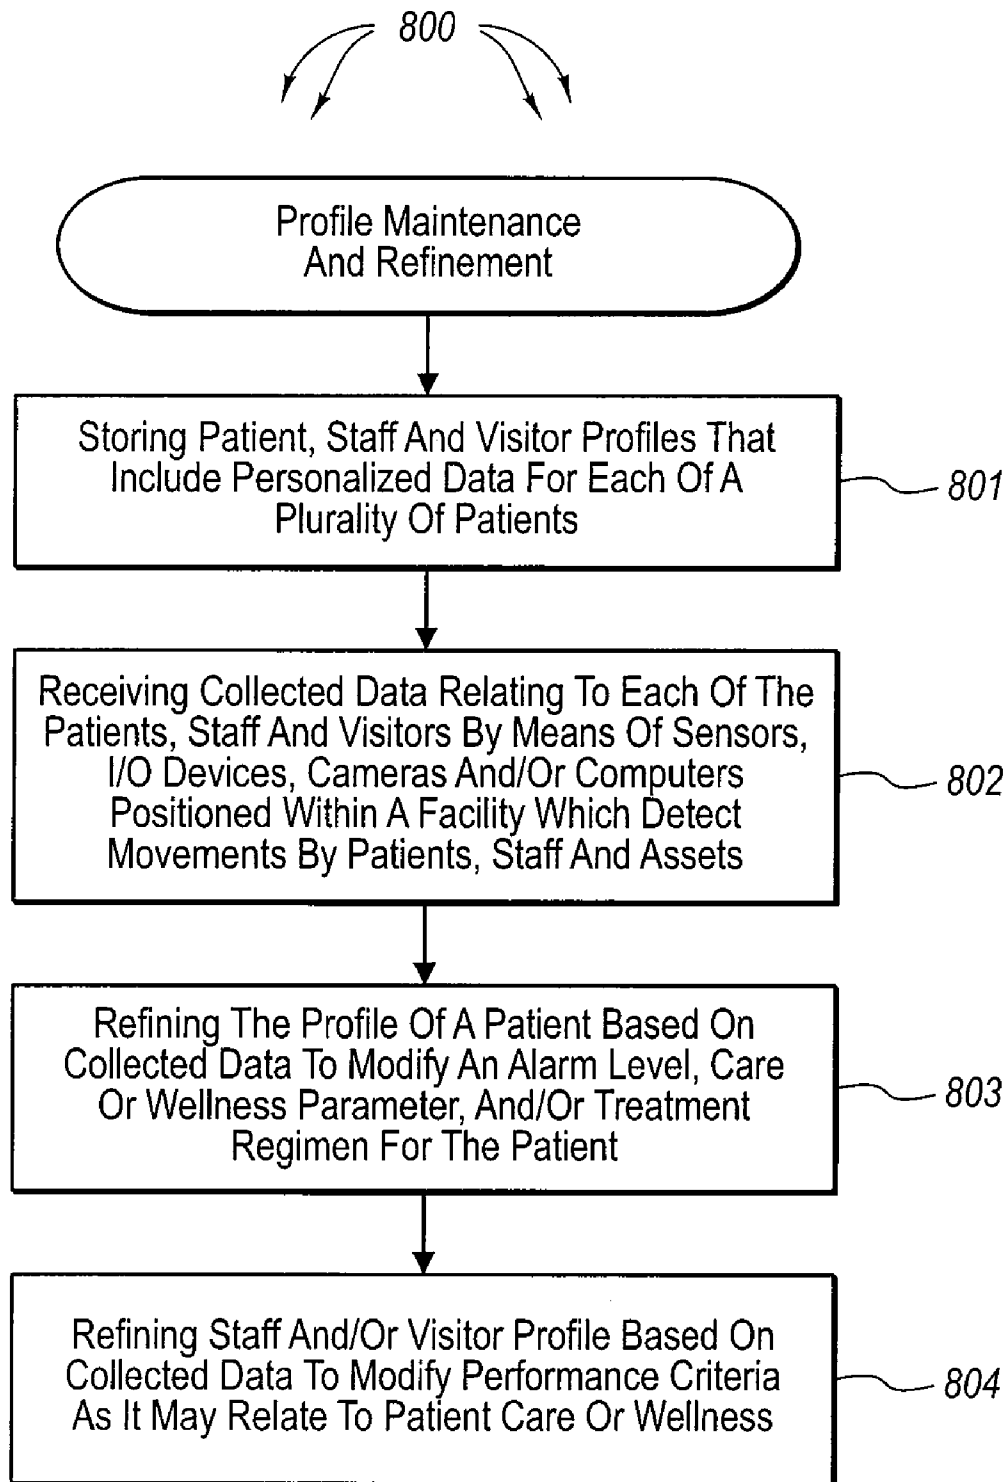 800
Profile Maintenance
And Refinement
Storing Patient, Staff And Visitor Profiles That
Include Personalized Data For Each Of A
Plurality Of Patients
801
Receiving Collected Data Relating To Each Of The
Patients, Staff And Visitors By Means Of Sensors,
I/O Devices, Cameras And/Or Computers
Positioned Within A Facility Which Detect
Movements By Patients, Staff And Assets
802
Refining The Profile Of A Patient Based On
Collected Data To Modify An Alarm Level, Care
Or Wellness Parameter, And/Or Treatment
Regimen For The Patient
803
Refining Staff And/Or Visitor Profile Based On
Collected Data To Modify Performance Criteria
As It May Relate To Patient Care Or Wellness
804